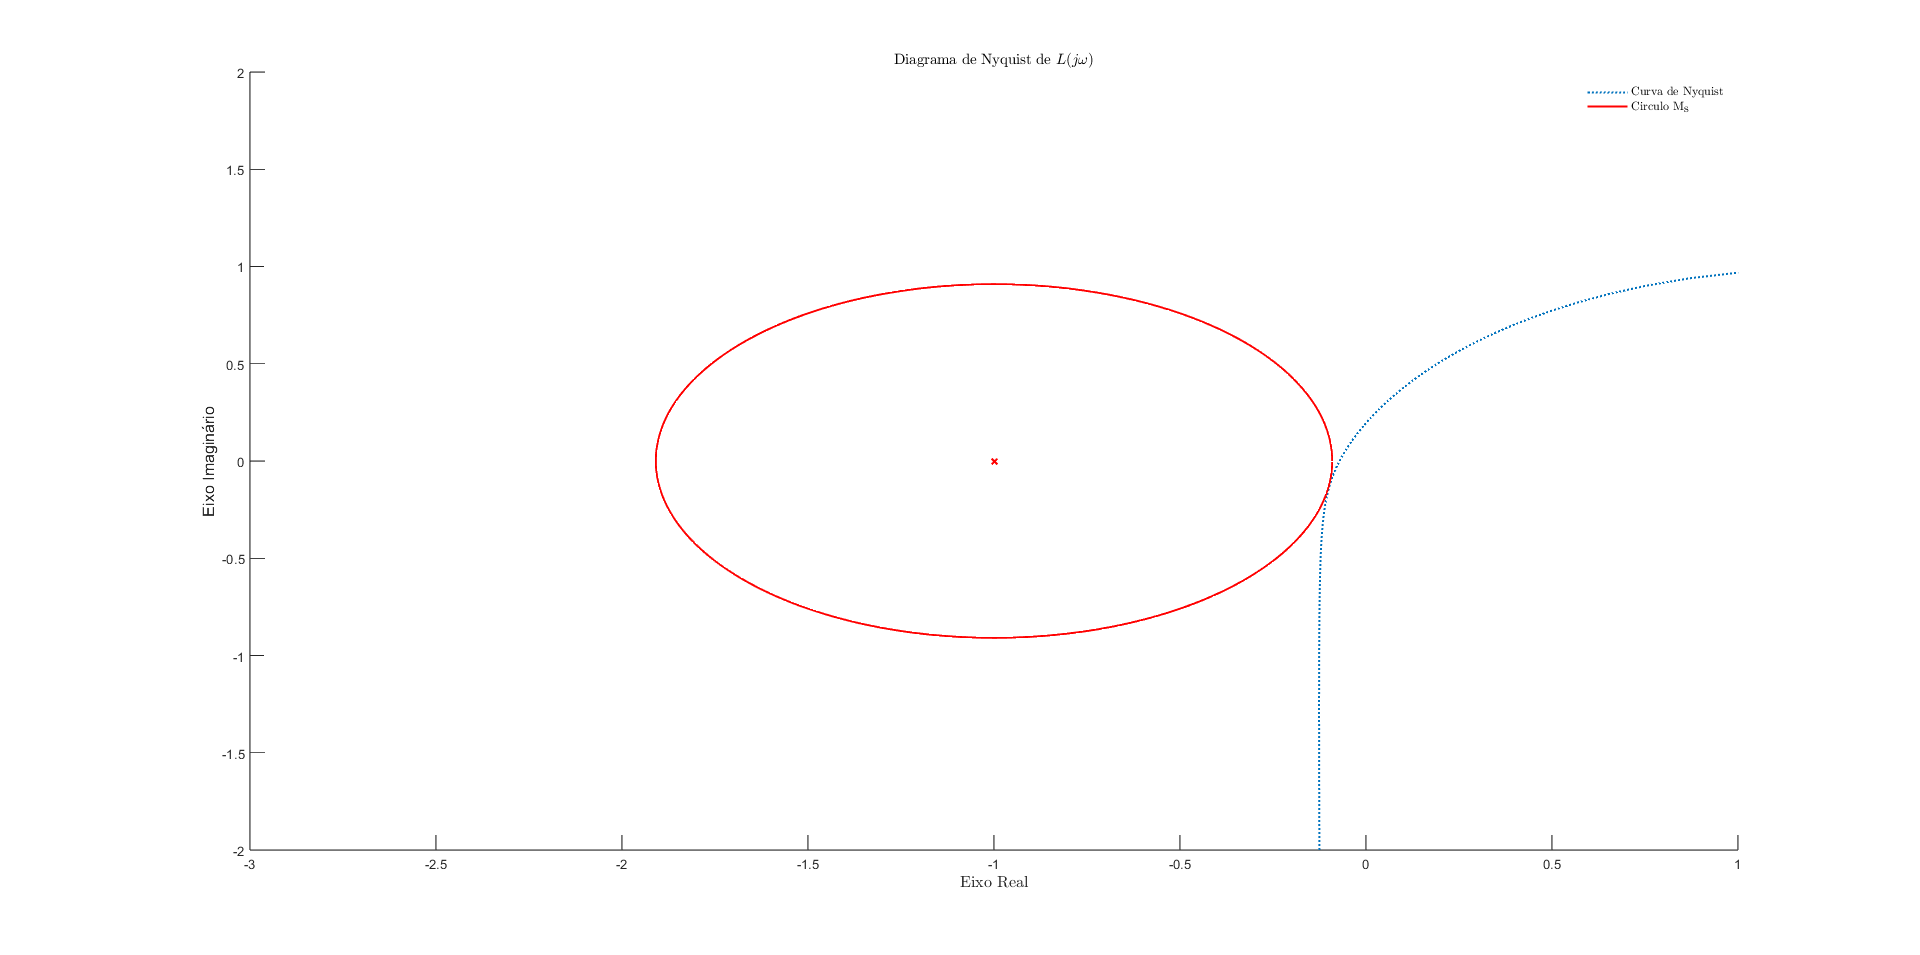 Diagrama de Nyquist de L(jω)
Curva de Nyquist
Circulo Ms
2
1.5
1
0.5
0
-0.5
-1
-1.5
-2
Eixo Imaginário
-3 -2.5 -2 -1.5 -1 -0.5 0 0.5 1
Eixo Real